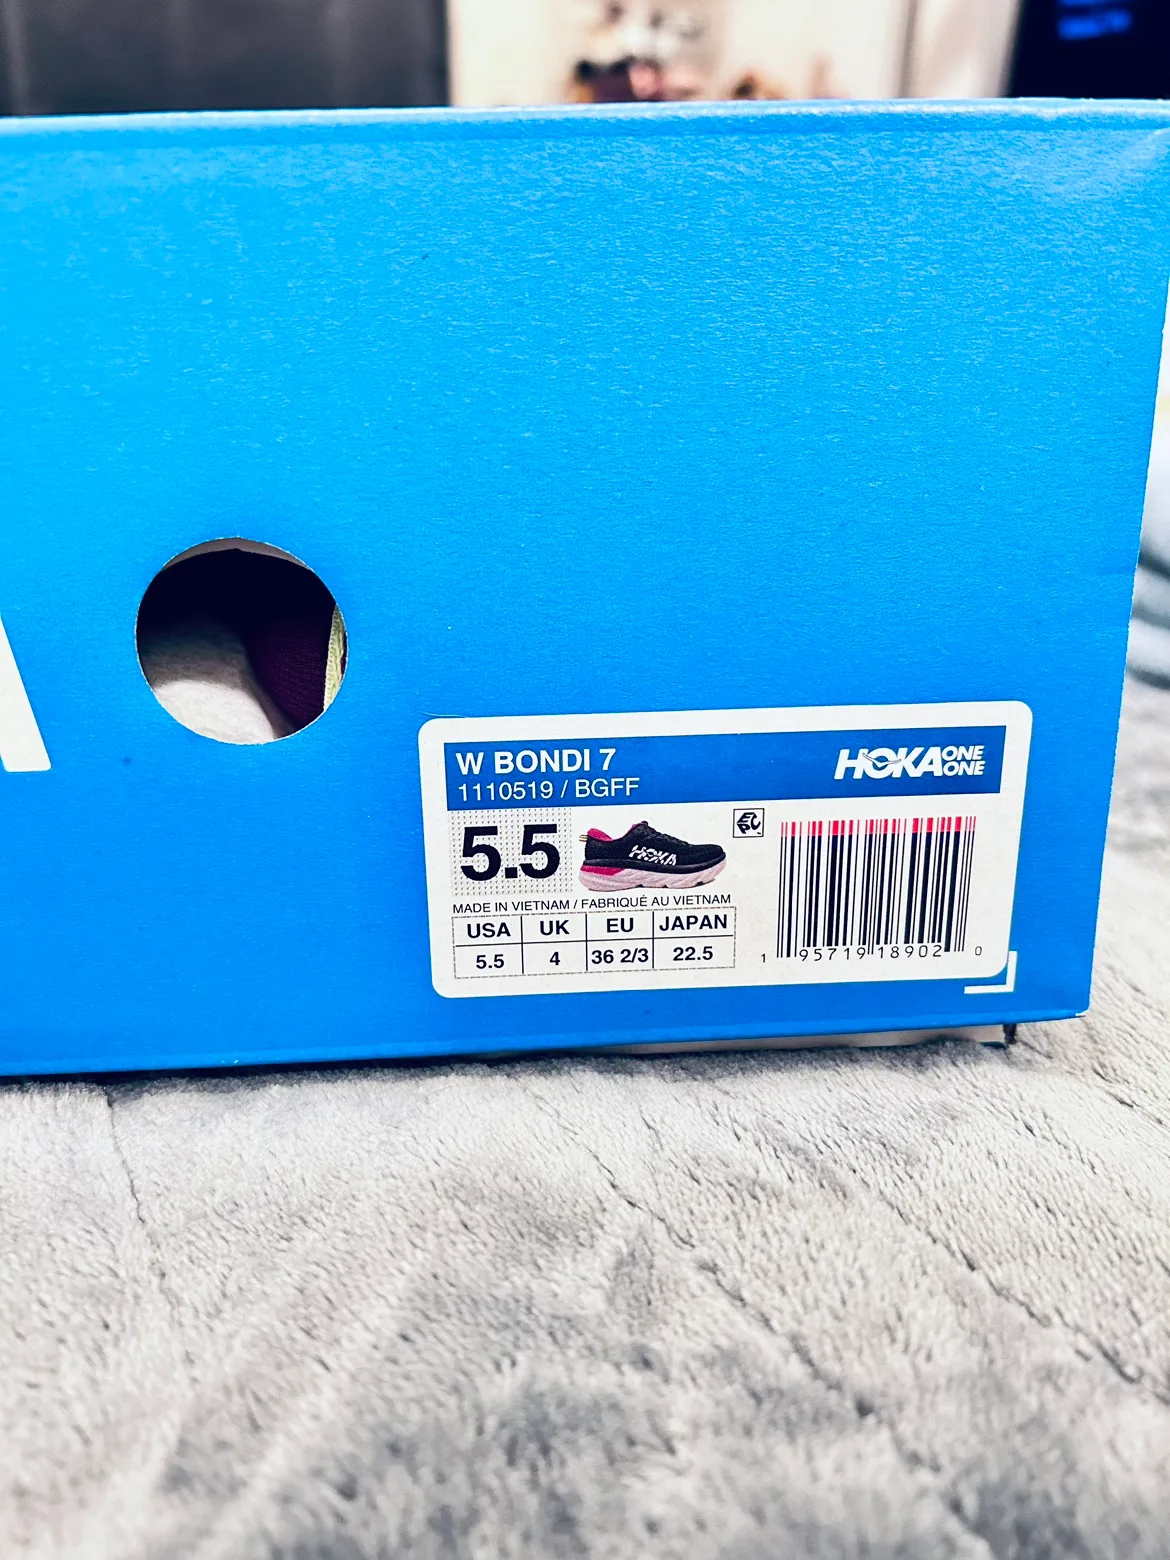 W BONDI 7
1110519 / BGFF
HOKA ONE ONE
5.5
HOKA
MADE IN VIETNAM / FABRIQUÉ AU VIETNAM
USA UK EU JAPAN
5.5 4 36 2/3 22.5
1 95719 18902 0